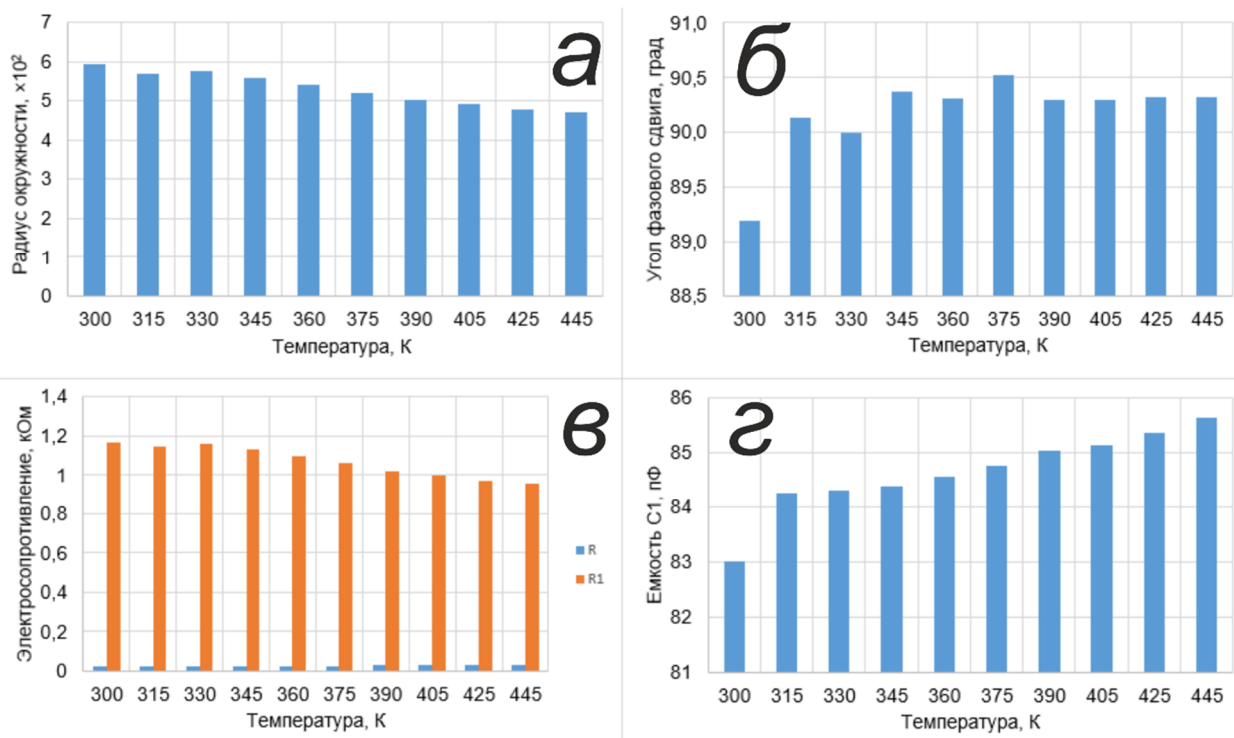 Радиус окружности, ×10²
7
6
5
4
3
2
1
0
а
300 315 330 345 360 375 390 405 425 445
Температура, К
Угол фазового сдвига, град
91,0
90,5
90,0
89,5
89,0
88,5
б
300 315 330 345 360 375 390 405 425 445
Температура, К
Электросопротивление, кОм
1,4
1,2
1
0,8
0,6
0,4
0,2
0
в
R
R1
300 315 330 345 360 375 390 405 425 445
Температура, К
Емкость С1, пФ
86
85
84
83
82
81
г
300 315 330 345 360 375 390 405 425 445
Температура, К